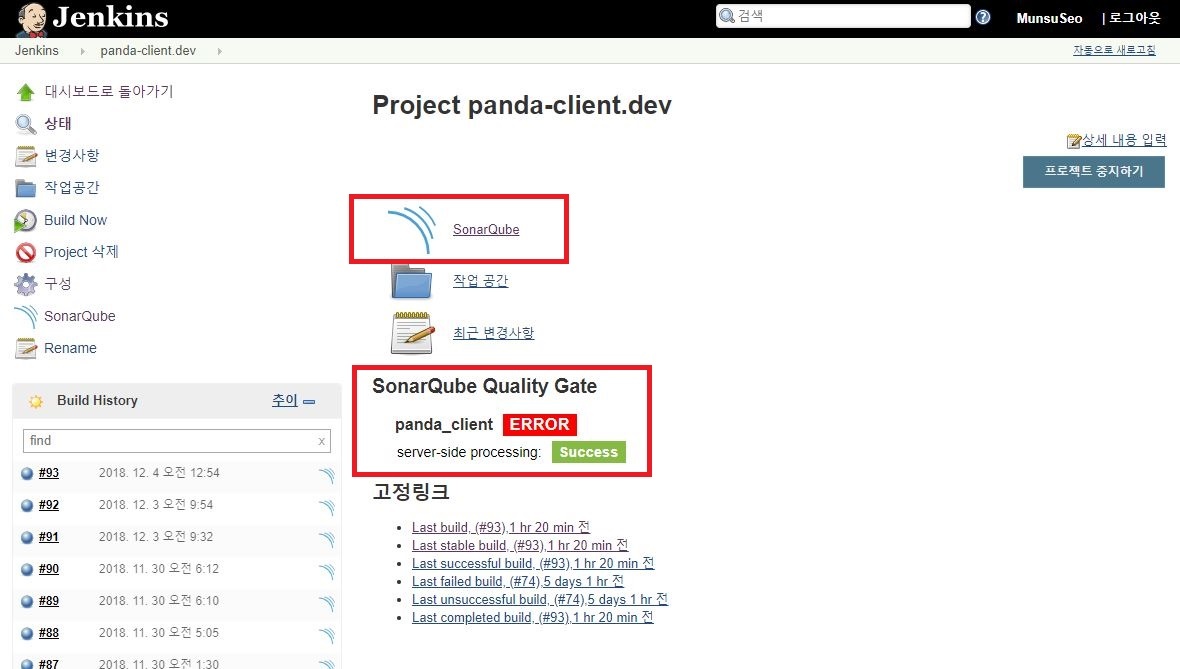 Jenkins
검색
MunsuSeo | 로그아웃
Jenkins panda-client.dev
자동으로 새로고침
대시보드로 돌아가기
상태
변경사항
작업공간
Build Now
Project 삭제
구성
SonarQube
Rename
Build History 추이
find x
#93 2018. 12. 4 오전 12:54
#92 2018. 12. 3 오전 9:54
#91 2018. 12. 3 오전 9:32
#90 2018. 11. 30 오전 6:12
#89 2018. 11. 30 오전 6:10
#88 2018. 11. 30 오전 5:05
#87 2018. 11. 30 오전 1:30
Project panda-client.dev
상세 내용 입력
프로젝트 중지하기
SonarQube
작업 공간
최근 변경사항
SonarQube Quality Gate
panda_client ERROR
server-side processing: Success
고정링크
• Last build, (#93),1 hr 20 min 전
• Last stable build, (#93),1 hr 20 min 전
• Last successful build, (#93),1 hr 20 min 전
• Last failed build, (#74),5 days 1 hr 전
• Last unsuccessful build, (#74),5 days 1 hr 전
• Last completed build, (#93),1 hr 20 min 전